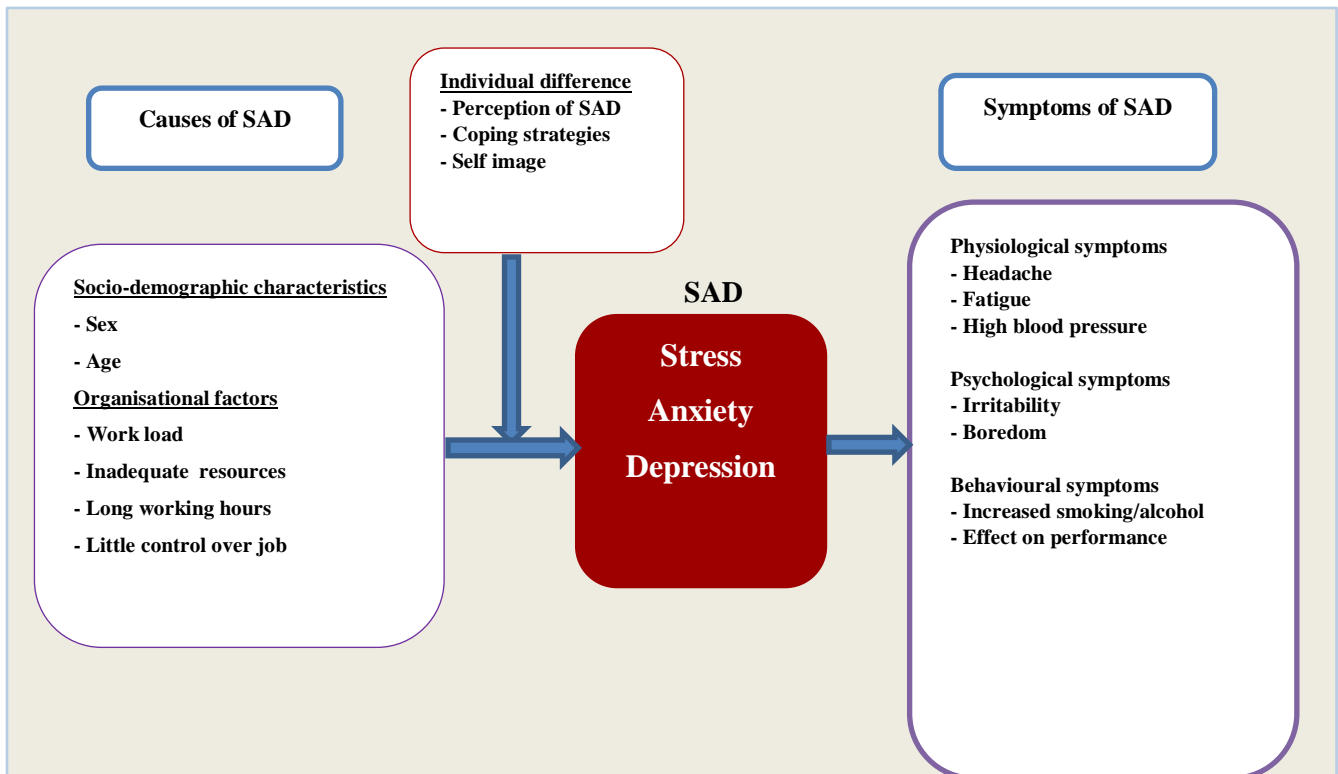 Causes of SAD
Individual difference
- Perception of SAD
- Coping strategies
- Self image
Symptoms of SAD
Socio-demographic characteristics
- Sex
- Age
Organisational factors
- Work load
- Inadequate resources
- Long working hours
- Little control over job
SAD
Stress
Anxiety
Depression
Physiological symptoms
- Headache
- Fatigue
- High blood pressure
Psychological symptoms
- Irritability
- Boredom
Behavioural symptoms
- Increased smoking/alcohol
- Effect on performance